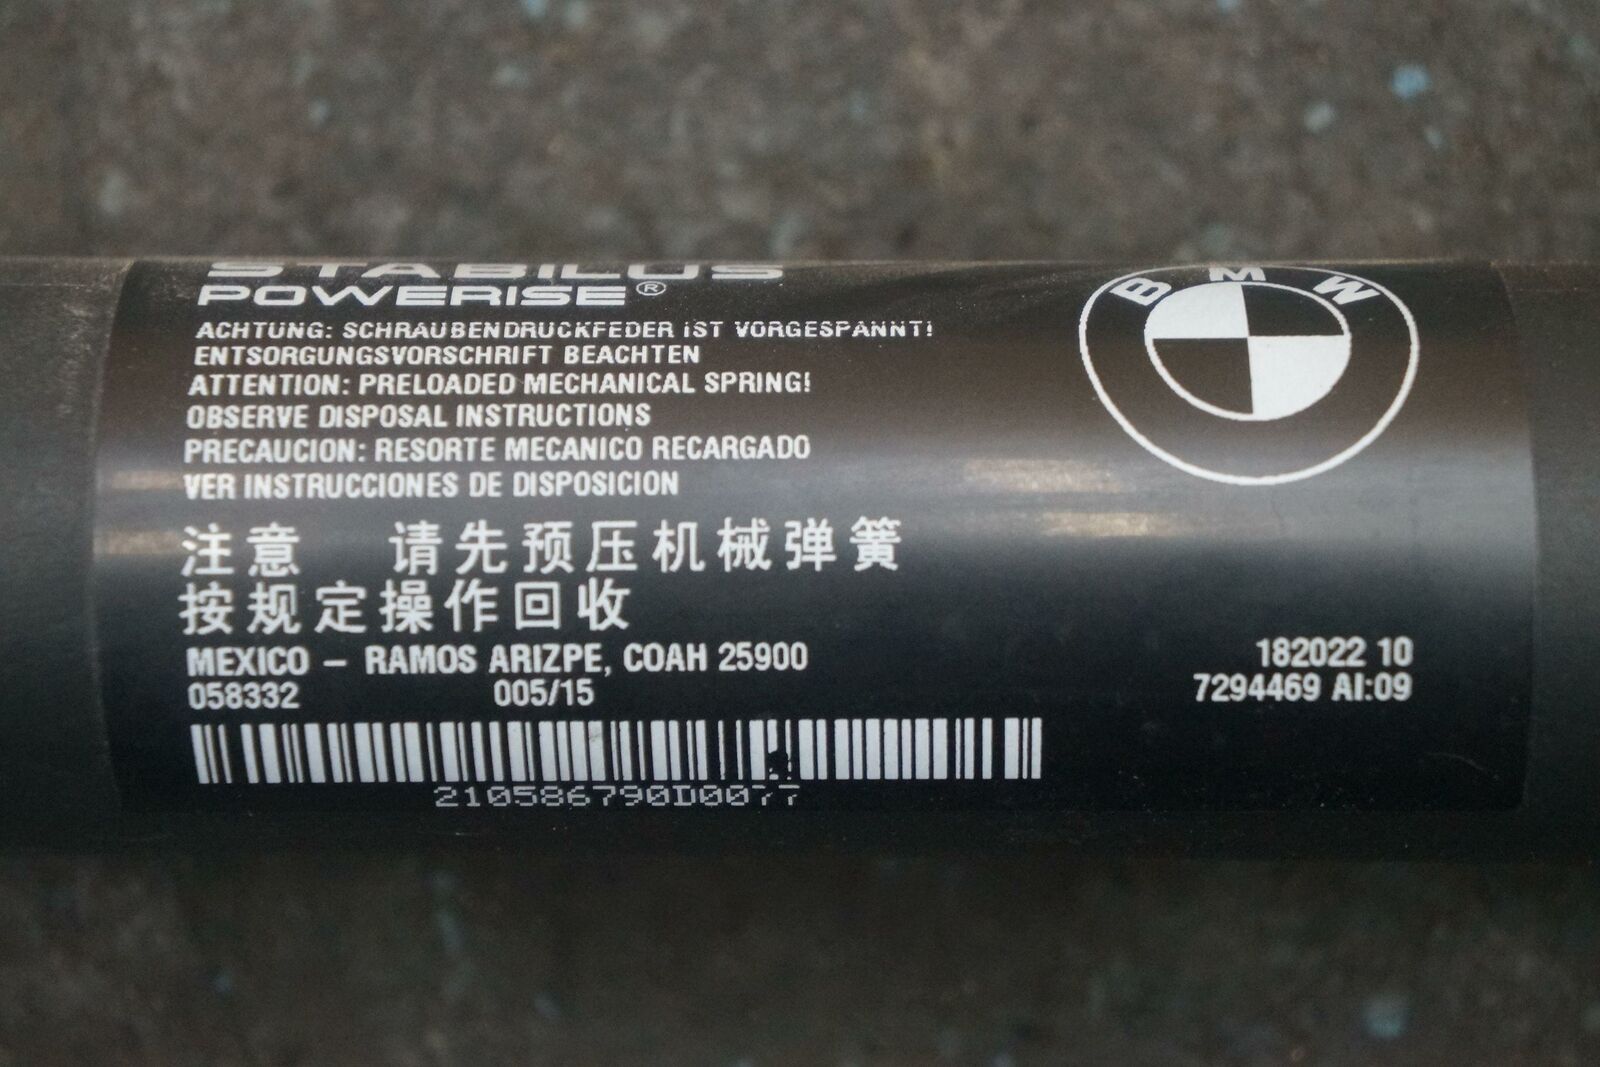 STABILUS
POWERISE®
ACHTUNG: SCHRAUBENDRUCKFEDER IST VORGESPANNT!
ENTSORGUNGSVORSCHRIFT BEACHTEN
ATTENTION: PRELOADED MECHANICAL SPRING!
OBSERVE DISPOSAL INSTRUCTIONS
PRECAUCION: RESORTE MECANICO RECARGADO
VER INSTRUCCIONES DE DISPOSICION
注意 请先预压机械弹簧
按规定操作回收
MEXICO – RAMOS ARIZPE, COAH 25900
058332 005/15
210586790D0077
BMW
182022 10
7294469 AI:09